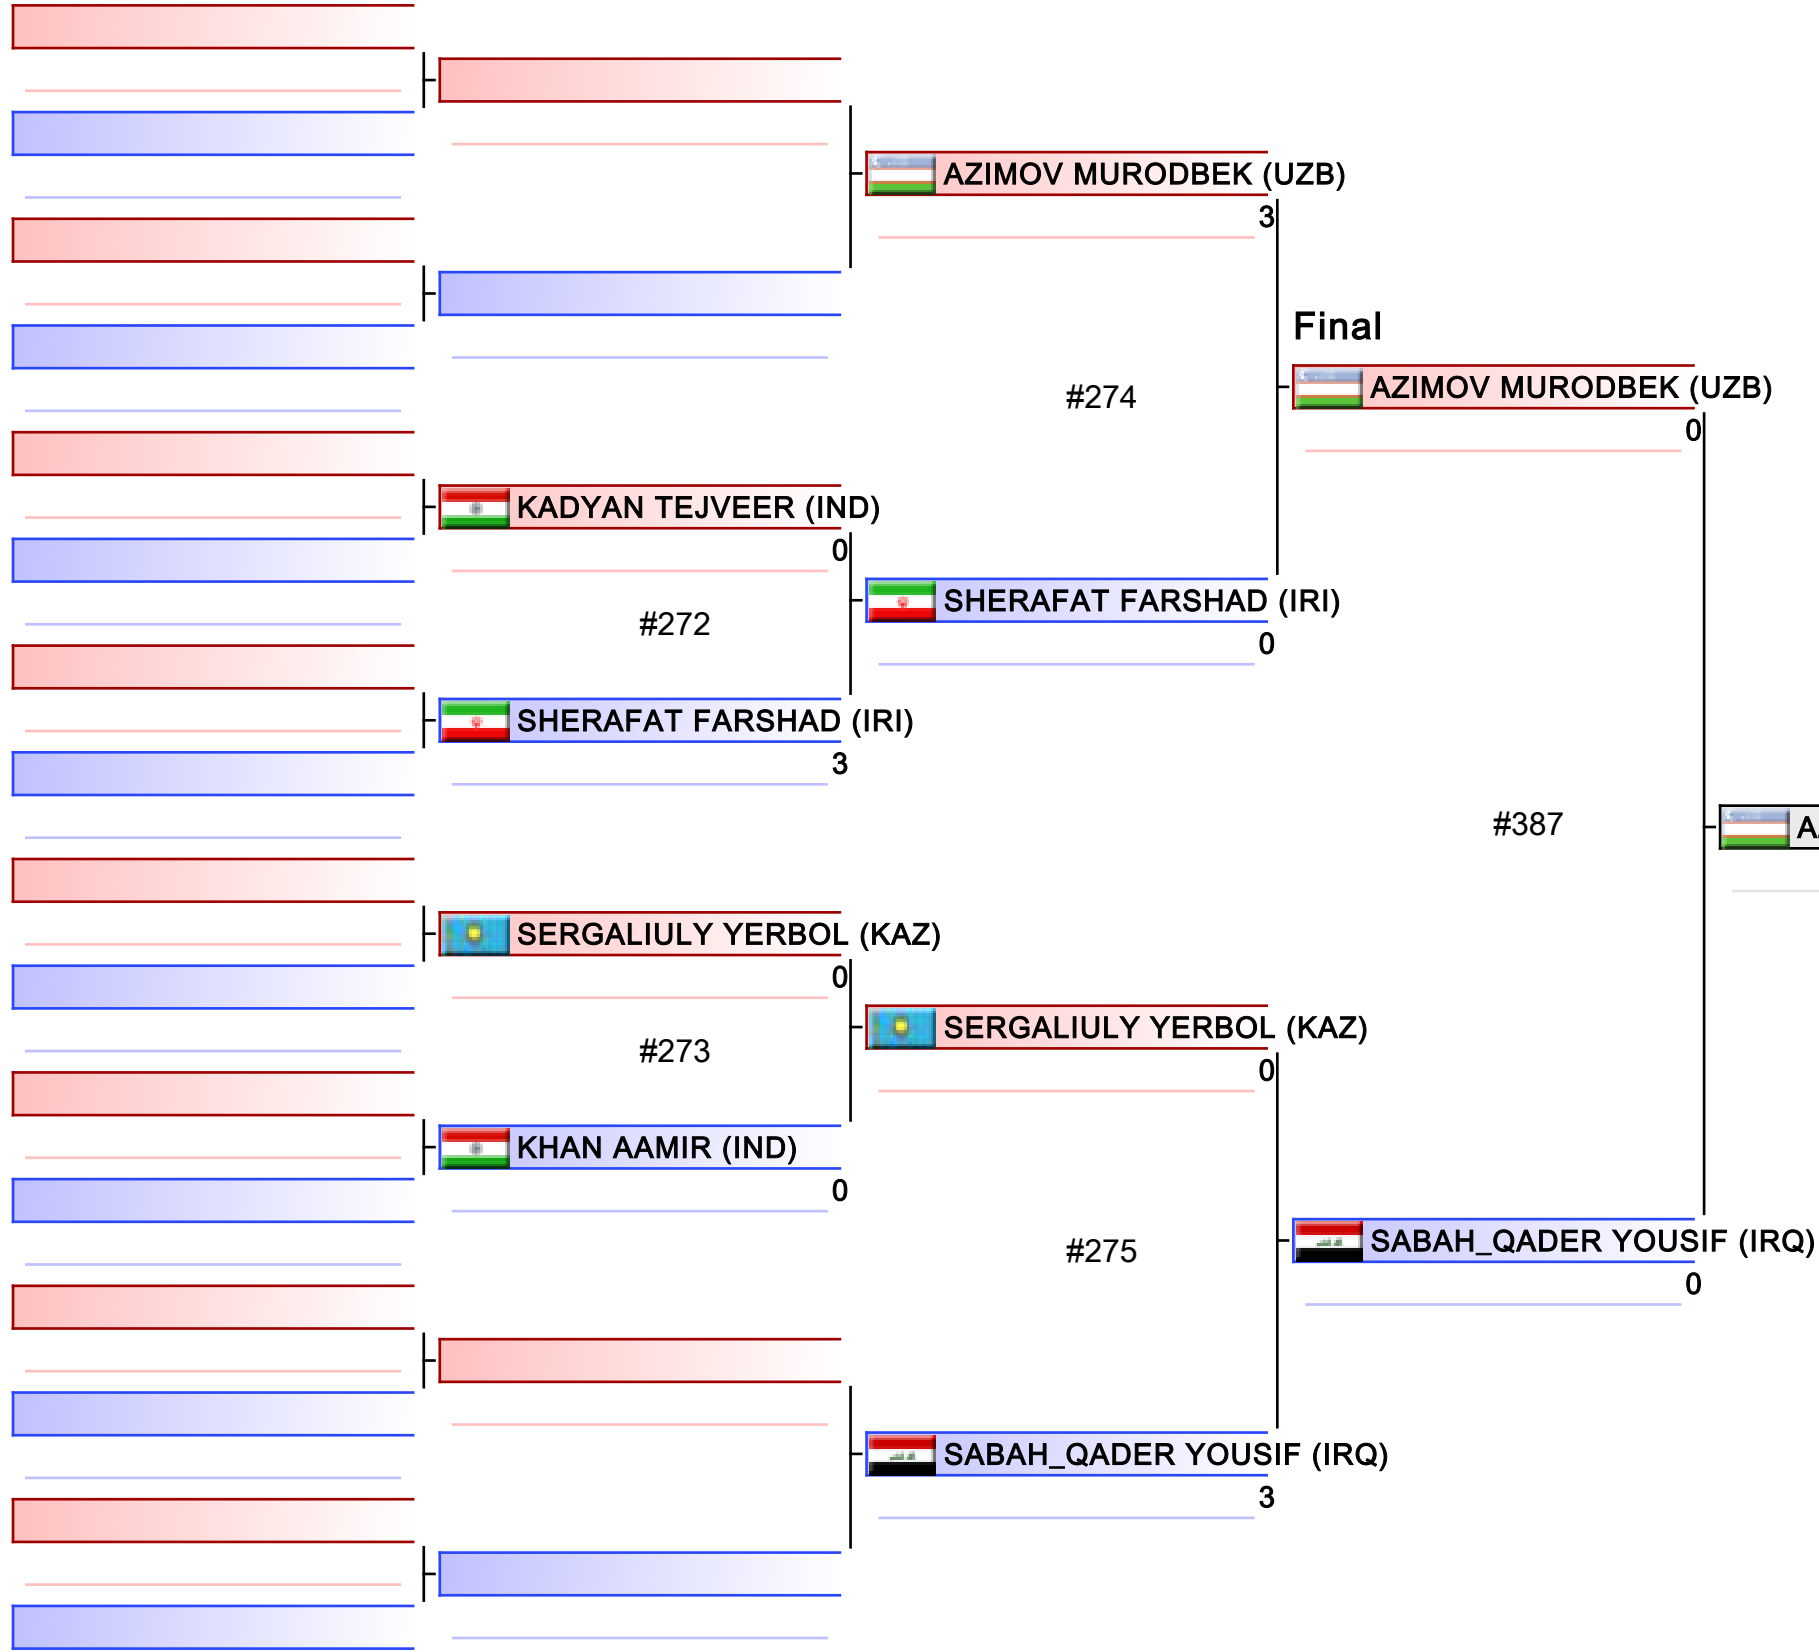 AZIMOV MURODBEK (UZB)
3
Final
AZIMOV MURODBEK (UZB)
0
#274
KADYAN TEJVEER (IND)
0
#272
SHERAFAT FARSHAD (IRI)
0
SHERAFAT FARSHAD (IRI)
3
#387
SERGALIULY YERBOL (KAZ)
0
#273
SERGALIULY YERBOL (KAZ)
0
KHAN AAMIR (IND)
0
#275
SABAH_QADER YOUSIF (IRQ)
0
SABAH_QADER YOUSIF (IRQ)
3